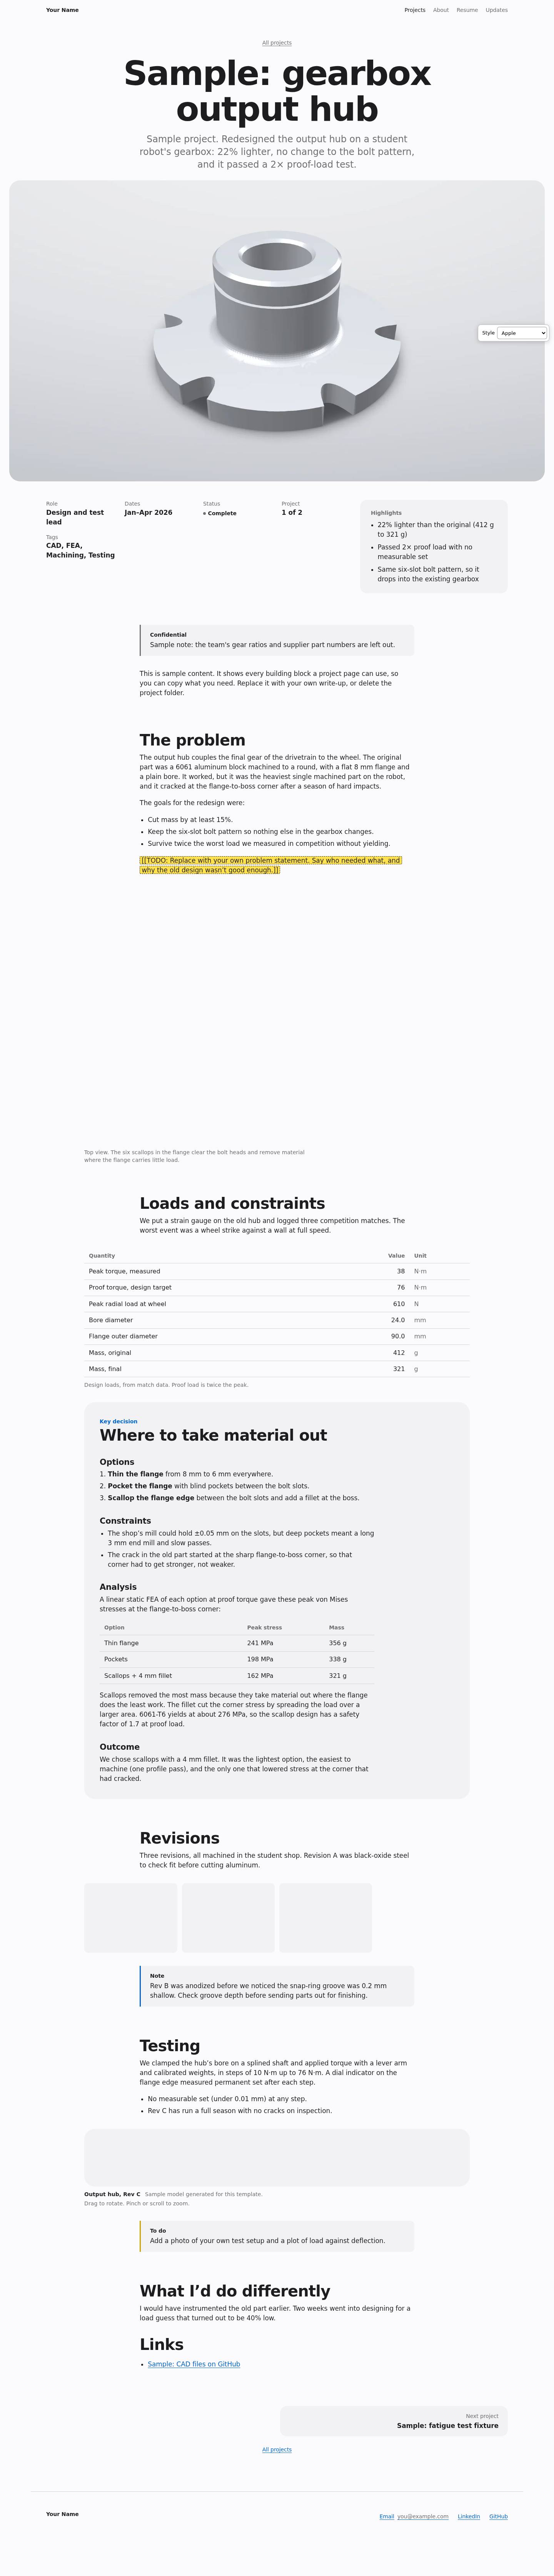 Your Name
Projects About Resume Updates
All projects
Sample: gearbox
output hub
Sample project. Redesigned the output hub on a student
robot's gearbox: 22% lighter, no change to the bolt pattern,
and it passed a 2× proof-load test.
Style Apple
Role
Design and test
lead
Dates
Jan–Apr 2026
Status
Complete
Project
1 of 2
Tags
CAD, FEA,
Machining, Testing
Highlights
• 22% lighter than the original (412 g
to 321 g)
• Passed 2× proof load with no
measurable set
• Same six-slot bolt pattern, so it
drops into the existing gearbox
Confidential
Sample note: the team's gear ratios and supplier part numbers are left out.
This is sample content. It shows every building block a project page can use, so
you can copy what you need. Replace it with your own write-up, or delete the
project folder.
The problem
The output hub couples the final gear of the drivetrain to the wheel. The original
part was a 6061 aluminum block machined to a round, with a flat 8 mm flange and
a plain bore. It worked, but it was the heaviest single machined part on the robot,
and it cracked at the flange-to-boss corner after a season of hard impacts.
The goals for the redesign were:
• Cut mass by at least 15%.
• Keep the six-slot bolt pattern so nothing else in the gearbox changes.
• Survive twice the worst load we measured in competition without yielding.
[[TODO: Replace with your own problem statement. Say who needed what, and
why the old design wasn’t good enough.]]
Top view. The six scallops in the flange clear the bolt heads and remove material
where the flange carries little load.
Loads and constraints
We put a strain gauge on the old hub and logged three competition matches. The
worst event was a wheel strike against a wall at full speed.
Quantity Value Unit
Peak torque, measured 38 N·m
Proof torque, design target 76 N·m
Peak radial load at wheel 610 N
Bore diameter 24.0 mm
Flange outer diameter 90.0 mm
Mass, original 412 g
Mass, final 321 g
Design loads, from match data. Proof load is twice the peak.
Key decision
Where to take material out
Options
1. Thin the flange from 8 mm to 6 mm everywhere.
2. Pocket the flange with blind pockets between the bolt slots.
3. Scallop the flange edge between the bolt slots and add a fillet at the boss.
Constraints
• The shop’s mill could hold ±0.05 mm on the slots, but deep pockets meant a long
3 mm end mill and slow passes.
• The crack in the old part started at the sharp flange-to-boss corner, so that
corner had to get stronger, not weaker.
Analysis
A linear static FEA of each option at proof torque gave these peak von Mises
stresses at the flange-to-boss corner:
Option Peak stress Mass
Thin flange 241 MPa 356 g
Pockets 198 MPa 338 g
Scallops + 4 mm fillet 162 MPa 321 g
Scallops removed the most mass because they take material out where the flange
does the least work. The fillet cut the corner stress by spreading the load over a
larger area. 6061-T6 yields at about 276 MPa, so the scallop design has a safety
factor of 1.7 at proof load.
Outcome
We chose scallops with a 4 mm fillet. It was the lightest option, the easiest to
machine (one profile pass), and the only one that lowered stress at the corner that
had cracked.
Revisions
Three revisions, all machined in the student shop. Revision A was black-oxide steel
to check fit before cutting aluminum.
Note
Rev B was anodized before we noticed the snap-ring groove was 0.2 mm
shallow. Check groove depth before sending parts out for finishing.
Testing
We clamped the hub’s bore on a splined shaft and applied torque with a lever arm
and calibrated weights, in steps of 10 N·m up to 76 N·m. A dial indicator on the
flange edge measured permanent set after each step.
• No measurable set (under 0.01 mm) at any step.
• Rev C has run a full season with no cracks on inspection.
Output hub, Rev C Sample model generated for this template.
Drag to rotate. Pinch or scroll to zoom.
To do
Add a photo of your own test setup and a plot of load against deflection.
What I’d do differently
I would have instrumented the old part earlier. Two weeks went into designing for a
load guess that turned out to be 40% low.
Links
• Sample: CAD files on GitHub
Next project
Sample: fatigue test fixture
All projects
Your Name
Email you@example.com LinkedIn GitHub